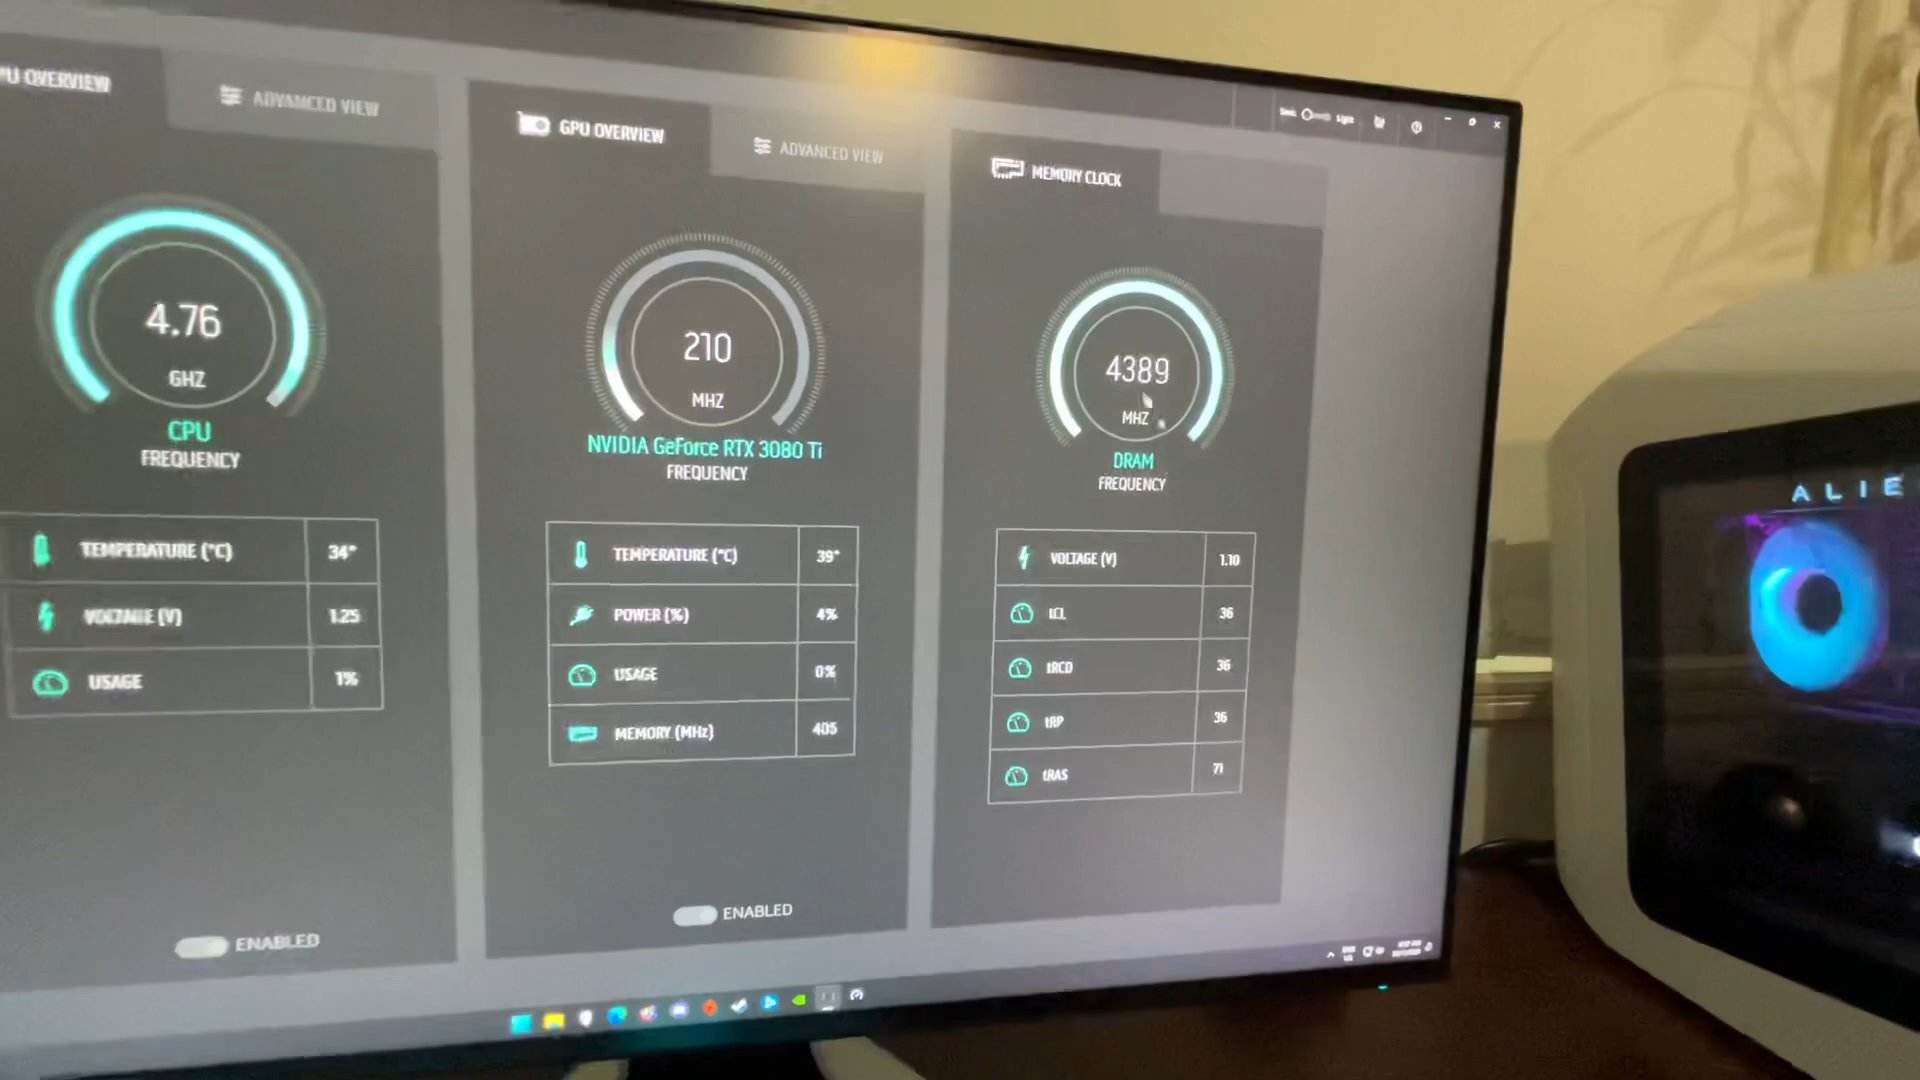 PU OVERVIEW
ADVANCED VIEW
4.76
GHZ
CPU
FREQUENCY
TEMPERATURE (°C) 34°
VOLTAGE (V) 1.25
USAGE 1%
ENABLED
GPU OVERVIEW
ADVANCED VIEW
210
MHZ
NVIDIA GeForce RTX 3080 Ti
FREQUENCY
TEMPERATURE (°C) 39°
POWER (%) 4%
USAGE 0%
MEMORY (MHz) 405
ENABLED
MEMORY CLOCK
4389
MHZ
DRAM
FREQUENCY
VOLTAGE (V) 1.10
tCL 36
tRCD 36
tRP 36
tRAS 71
Light
ALIE